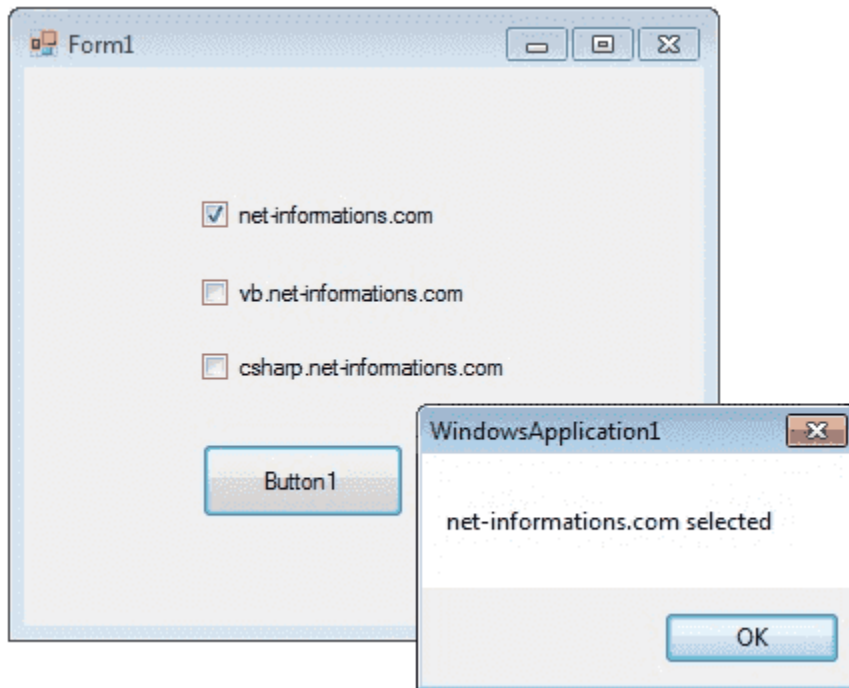 Form1
net-informations.com
vb.net-informations.com
csharp.net-informations.com
Button1
WindowsApplication1
net-informations.com selected
OK